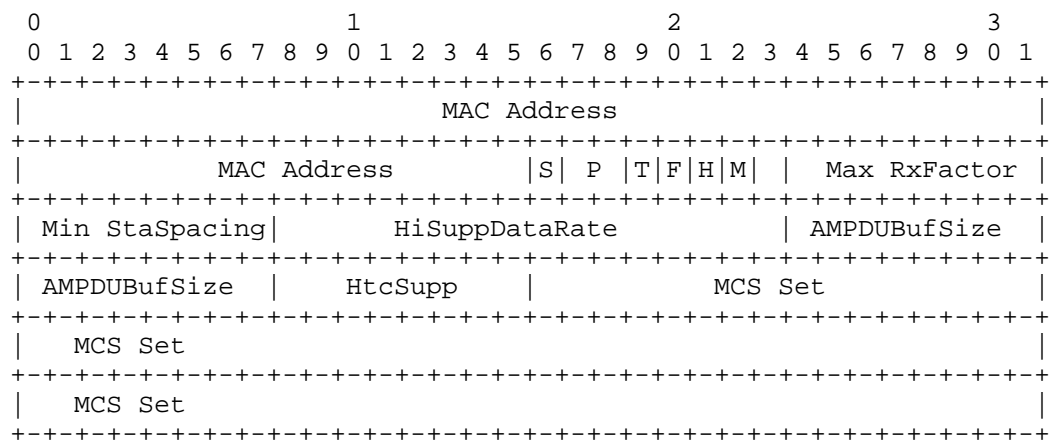 0                   1                   2                   3
 0 1 2 3 4 5 6 7 8 9 0 1 2 3 4 5 6 7 8 9 0 1 2 3 4 5 6 7 8 9 0 1
+-+-+-+-+-+-+-+-+-+-+-+-+-+-+-+-+-+-+-+-+-+-+-+-+-+-+-+-+-+-+-+-+
|                          MAC Address                          |
+-+-+-+-+-+-+-+-+-+-+-+-+-+-+-+-+-+-+-+-+-+-+-+-+-+-+-+-+-+-+-+-+
|            MAC Address        |S| P |T|F|H|M| |  Max RxFactor |
+-+-+-+-+-+-+-+-+-+-+-+-+-+-+-+-+-+-+-+-+-+-+-+-+-+-+-+-+-+-+-+-+
| Min StaSpacing|       HiSuppDataRate          | AMPDUBufSize  |
+-+-+-+-+-+-+-+-+-+-+-+-+-+-+-+-+-+-+-+-+-+-+-+-+-+-+-+-+-+-+-+-+
| AMPDUBufSize  |    HtcSupp    |           MCS Set             |
+-+-+-+-+-+-+-+-+-+-+-+-+-+-+-+-+-+-+-+-+-+-+-+-+-+-+-+-+-+-+-+-+
|   MCS Set                                                     |
+-+-+-+-+-+-+-+-+-+-+-+-+-+-+-+-+-+-+-+-+-+-+-+-+-+-+-+-+-+-+-+-+
|   MCS Set                                                     |
+-+-+-+-+-+-+-+-+-+-+-+-+-+-+-+-+-+-+-+-+-+-+-+-+-+-+-+-+-+-+-+-+